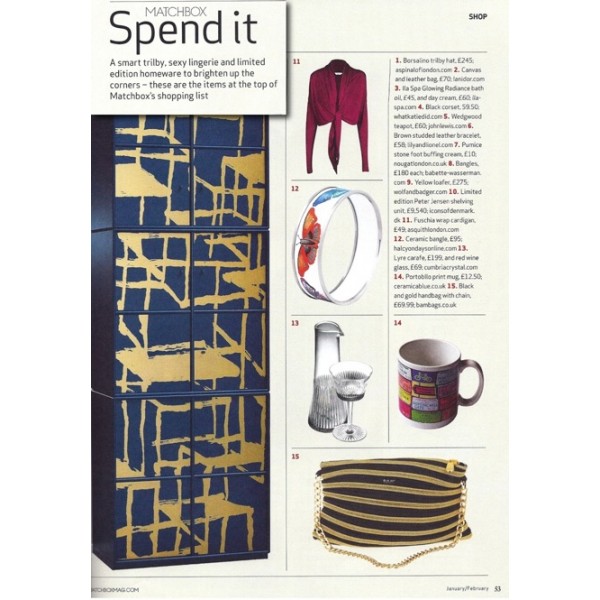 MATCHBOX
Spend it
A smart trilby, sexy lingerie and limited
edition homeware to brighten up the
corners – these are the items at the top of
Matchbox's shopping list
SHOP
1. Borsalino trilby hat, £245;
aspinaloflondon.com 2. Canvas
and leather bag, £70; lanidor.com
3. Ila Spa Glowing Radiance bath
oil, £45, and day cream, £60; ila-
spa.com 4. Black corset, 59.50;
whatkatiedid.com 5. Wedgwood
teapot, £60; johnlewis.com 6.
Brown studded leather bracelet,
£58; lilyandlionel.com 7. Pumice
stone foot buffing cream, £10;
nougatlondon.co.uk 8. Bangles,
£180 each; babette-wasserman.
com 9. Yellow loafer, £275;
wolfandbadger.com 10. Limited
edition Peter Jensen shelving
unit, £9,540; iconsofdenmark.
dk 11. Fuschia wrap cardigan,
£49; asquithlondon.com
12. Ceramic bangle, £95;
halcyondaysonline.com 13.
Lyre carafe, £199, and red wine
glass, £69; cumbriacrystal.com
14. Portobllo print mug, £12.50;
ceramicablue.co.uk 15. Black
and gold handbag with chain,
£69.99; bambags.co.uk
11
12
13
14
15
MATCHBOXMAG.COM
January/February 53